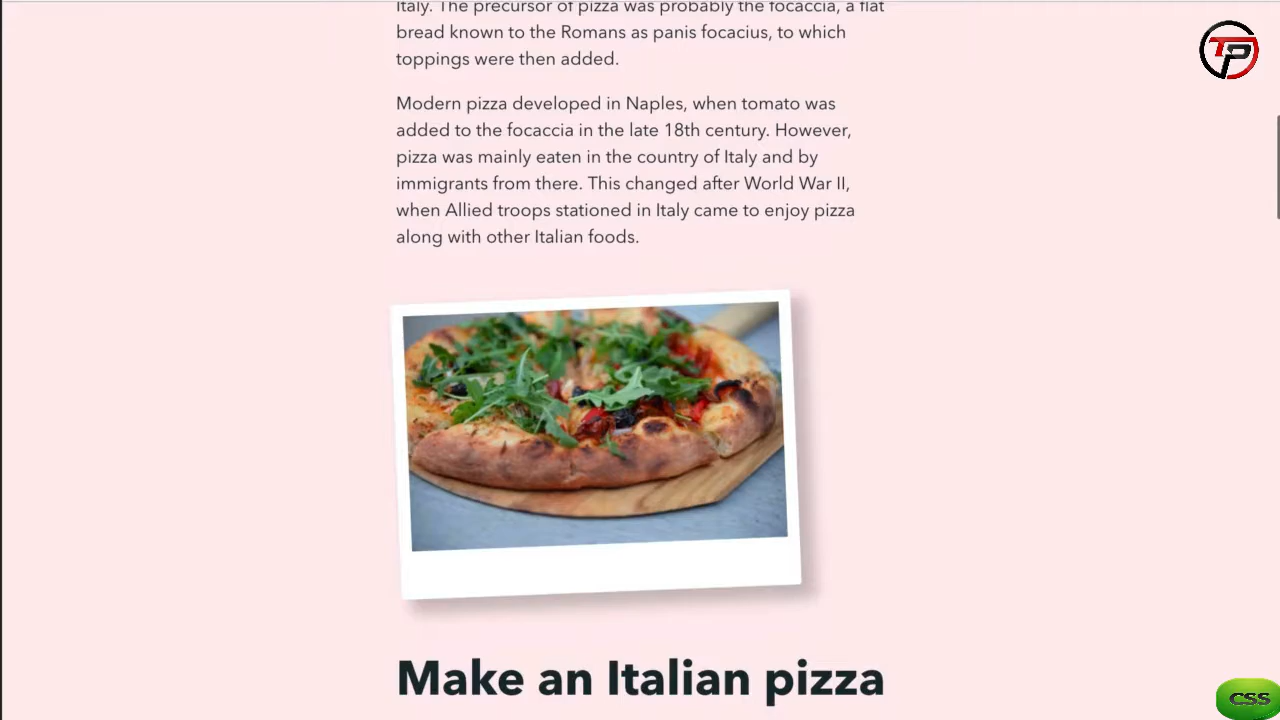 Italy. The precursor of pizza was probably the focaccia, a flat
bread known to the Romans as panis focacius, to which
toppings were then added.
Modern pizza developed in Naples, when tomato was
added to the focaccia in the late 18th century. However,
pizza was mainly eaten in the country of Italy and by
immigrants from there. This changed after World War II,
when Allied troops stationed in Italy came to enjoy pizza
along with other Italian foods.
Make an Italian pizza
TP
CSS